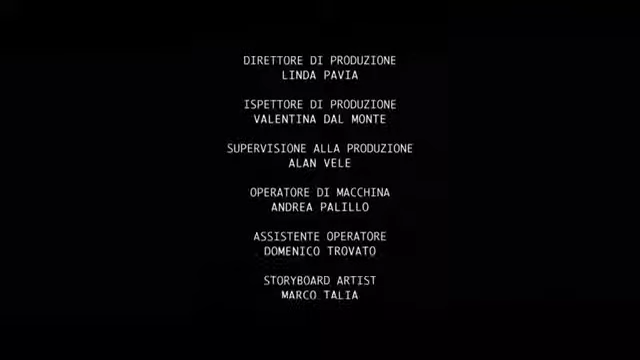 DIRETTORE DI PRODUZIONE
LINDA PAVIA
ISPETTORE DI PRODUZIONE
VALENTINA DAL MONTE
SUPERVISIONE ALLA PRODUZIONE
ALAN VELE
OPERATORE DI MACCHINA
ANDREA PALILLO
ASSISTENTE OPERATORE
DOMENICO TROVATO
STORYBOARD ARTIST
MARCO TALIA